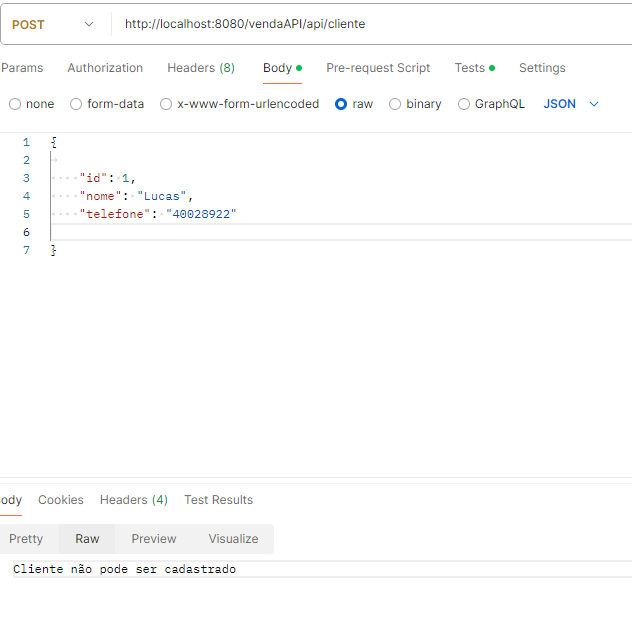 POST http://localhost:8080/vendaAPI/api/cliente
Params Authorization Headers (8) Body Pre-request Script Tests Settings
none form-data x-www-form-urlencoded raw binary GraphQL JSON
1 {
2
3 "id": 1,
4 "nome": "Lucas",
5 "telefone": "40028922"
6
7 }
ody Cookies Headers (4) Test Results
Pretty Raw Preview Visualize
Cliente não pode ser cadastrado